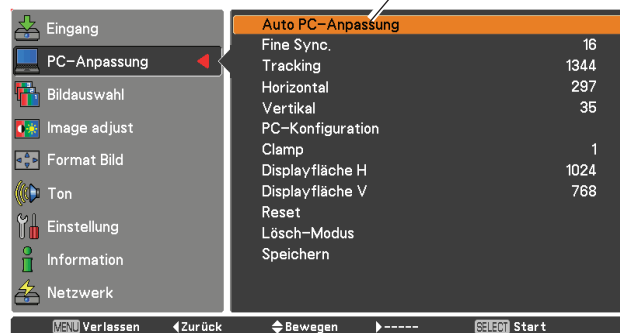 Eingang
PC-Anpassung
Bildauswahl
Image adjust
Format Bild
Ton
Einstellung
Information
Netzwerk
Auto PC-Anpassung
Fine Sync. 16
Tracking 1344
Horizontal 297
Vertikal 35
PC-Konfiguration
Clamp 1
Displayfläche H 1024
Displayfläche V 768
Reset
Lösch-Modus
Speichern
MENU Verlassen Zurück Bewegen ----- SELECT Start